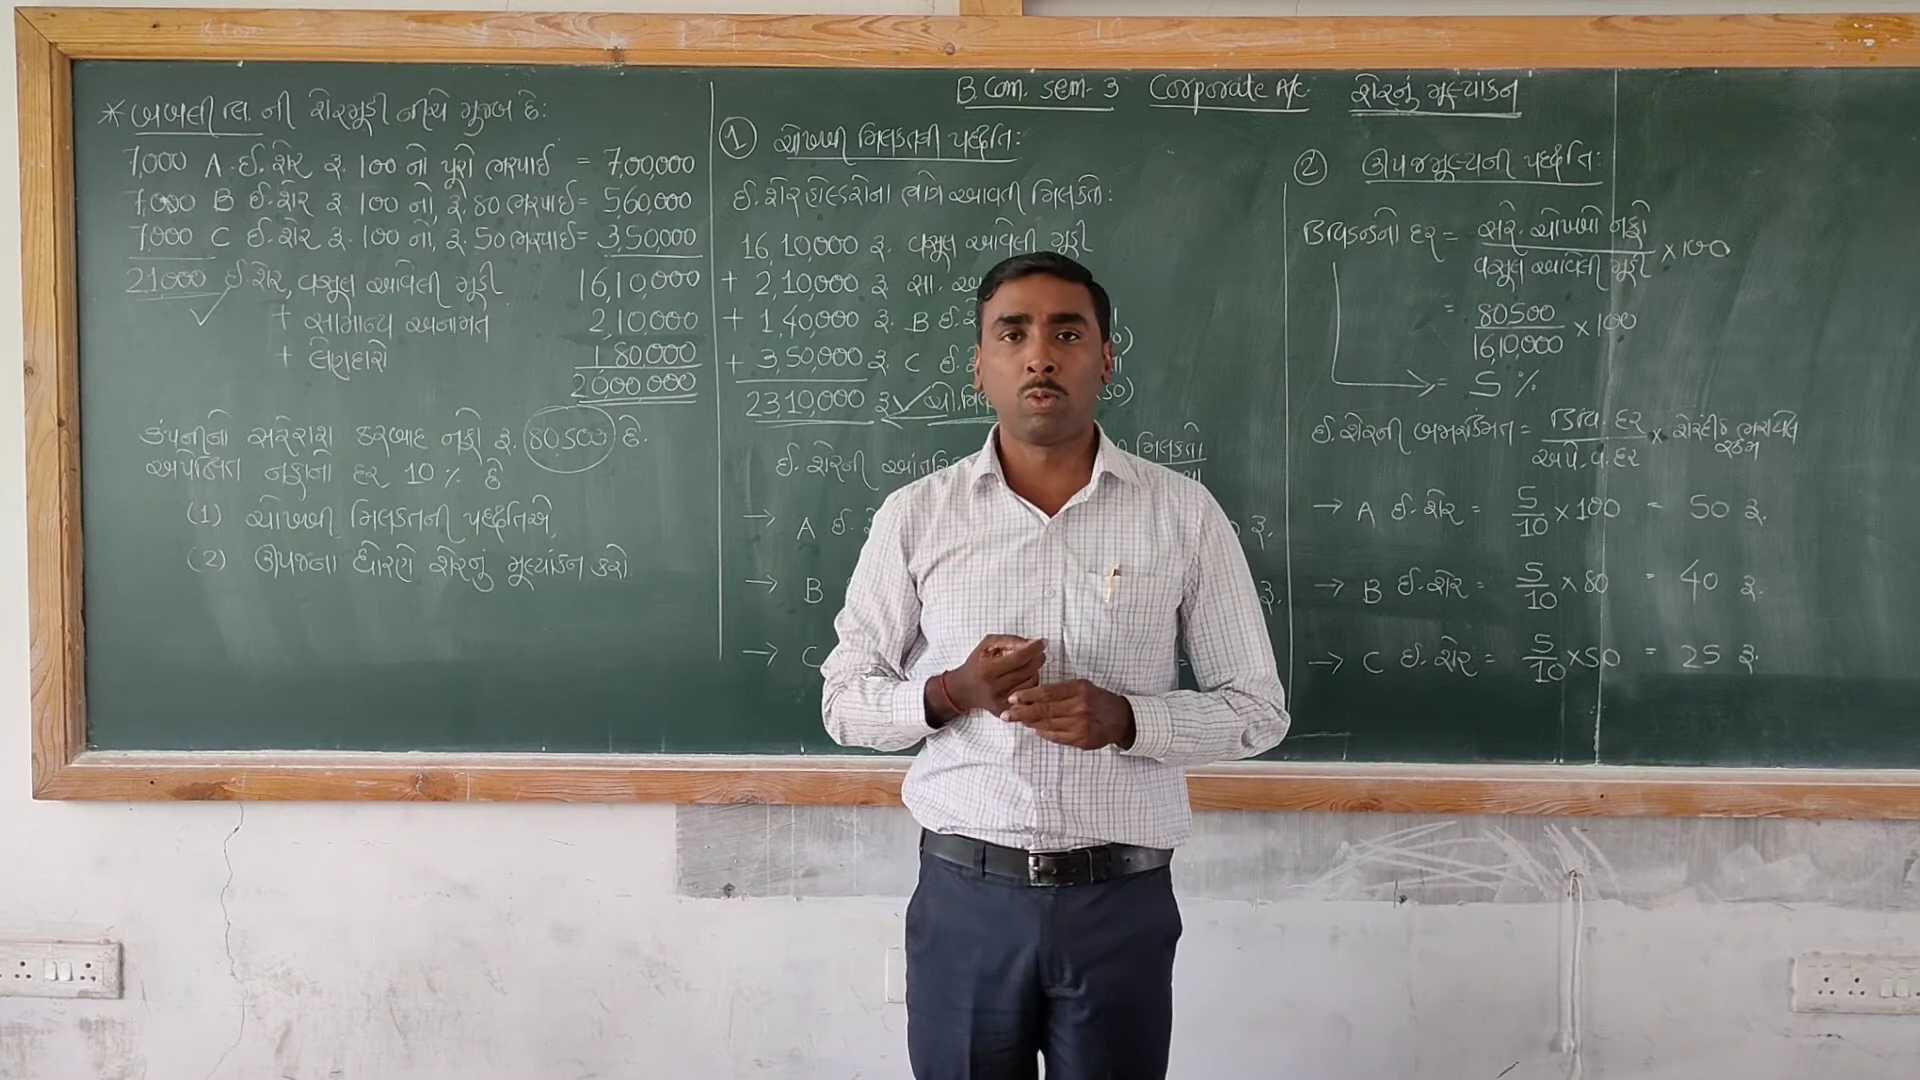 B.Com. Sem-3 Corporate A/c. શેરનું મૂલ્યાંકન
* બબલી લિ. ની શેરમૂડી નીચે મુજબ છે:
7,000 A ઈ. શેર રૂ. 100 નો પૂરો ભરપાઈ = 7,00,000
7,000 B ઈ. શેર રૂ. 100 નો, રૂ. 80 ભરપાઈ = 5,60,000
7,000 C ઈ. શેર રૂ. 100 નો, રૂ. 50 ભરપાઈ = 3,50,000
21,000 ઈ. શેર, વસૂલ આવેલી મૂડી 16,10,000
+ સામાન્ય અનામત 2,10,000
+ લેણદારો 1,80,000
20,00,000
કંપનીનો સરેરાશ કરબાદ નફો રૂ. 80,500 છે.
અપેક્ષિત નફાનો દર 10% છે.
(1) ચોખ્ખી મિલકતની પદ્ધતિએ,
(2) ઊપજના ધોરણે શેરનું મૂલ્યાંકન કરો.
① ચોખ્ખી મિલકતની પદ્ધતિ:
ઈ. શેરહોલ્ડરોના ભાગે આવતી મિલકતો:
16,10,000 રૂ. વસૂલ આવેલી મૂડી
+ 2,10,000 રૂ. સા.
+ 1,40,000 રૂ. B ઈ.
+ 3,50,000 રૂ. C ઈ.
23,10,000 રૂ. ચો.
ઈ. શેરની મિલકતો
→ A ઈ. રૂ.
→ B રૂ.
→ C =
② ઊપજમૂલ્યની પદ્ધતિ:
ડિવિડન્ડનો દર = સરે. ચોખ્ખો નફો / વસૂલ આવેલી મૂડી × 100
= 80500 / 16,10,000 × 100
= 5 %
ઈ. શેરની બજારકિંમત = ડિવિ. દર / અપે. વ. દર × શેરદીઠ ભરાયેલ રકમ
→ A ઈ. શેર = 5/10 × 100 = 50 રૂ.
→ B ઈ. શેર = 5/10 × 80 = 40 રૂ.
→ C ઈ. શેર = 5/10 × 50 = 25 રૂ.